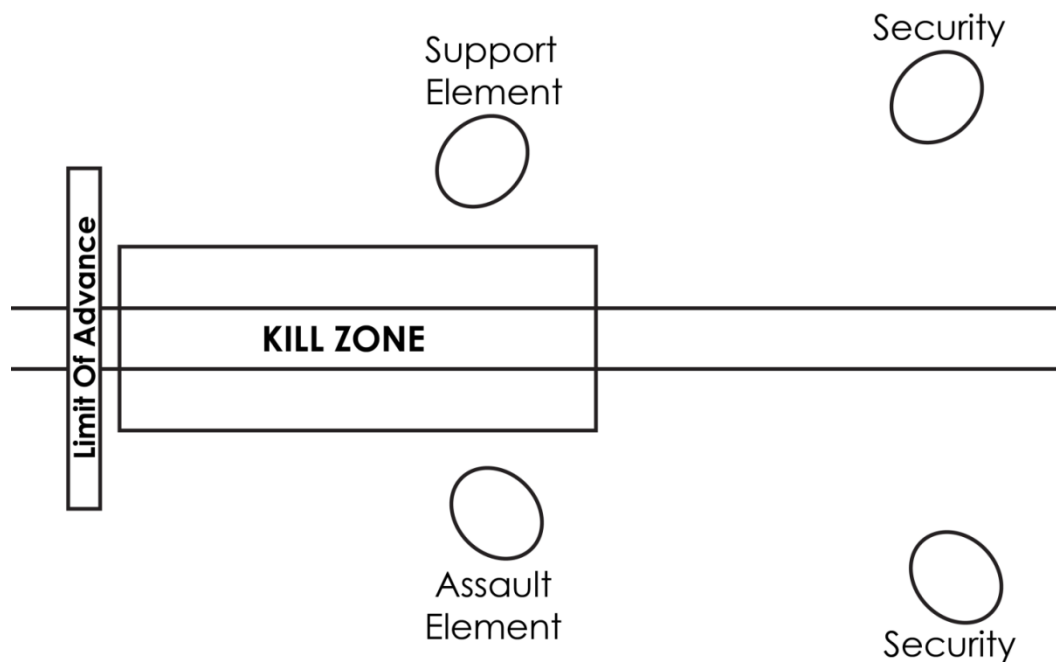 Security
Support
Element
Limit Of Advance
KILL ZONE
Assault
Element
Security